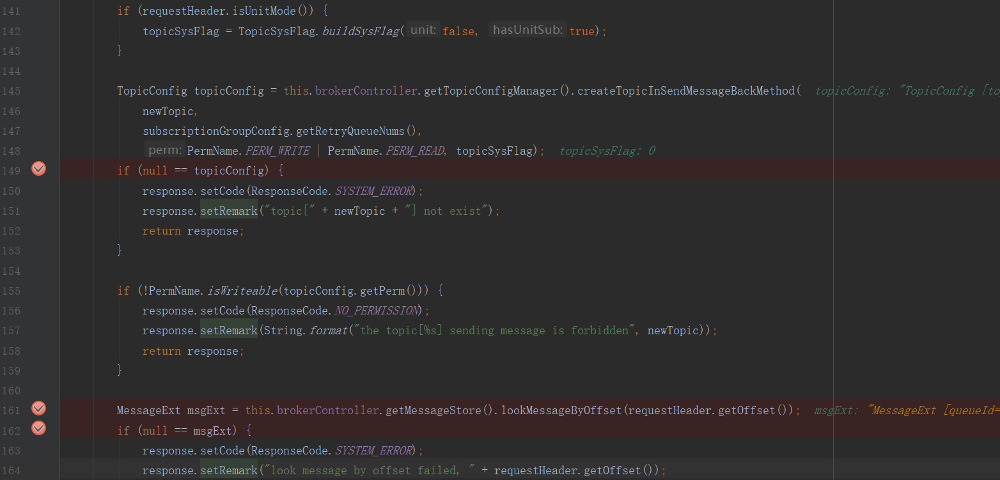 141 if (requestHeader.isUnitMode()) {
142 topicSysFlag = TopicSysFlag.buildSysFlag( unit: false, hasUnitSub: true);
143 }
144
145 TopicConfig topicConfig = this.brokerController.getTopicConfigManager().createTopicInSendMessageBackMethod( topicConfig: "TopicConfig [to
146 newTopic,
147 subscriptionGroupConfig.getRetryQueueNums(),
148 perm: PermName.PERM_WRITE | PermName.PERM_READ, topicSysFlag); topicSysFlag: 0
149 if (null == topicConfig) {
150 response.setCode(ResponseCode.SYSTEM_ERROR);
151 response.setRemark("topic[" + newTopic + "] not exist");
152 return response;
153 }
154
155 if (!PermName.isWriteable(topicConfig.getPerm())) {
156 response.setCode(ResponseCode.NO_PERMISSION);
157 response.setRemark(String.format("the topic[%s] sending message is forbidden", newTopic));
158 return response;
159 }
160
161 MessageExt msgExt = this.brokerController.getMessageStore().lookMessageByOffset(requestHeader.getOffset()); msgExt: "MessageExt [queueId=
162 if (null == msgExt) {
163 response.setCode(ResponseCode.SYSTEM_ERROR);
164 response.setRemark("look message by offset failed, " + requestHeader.getOffset());